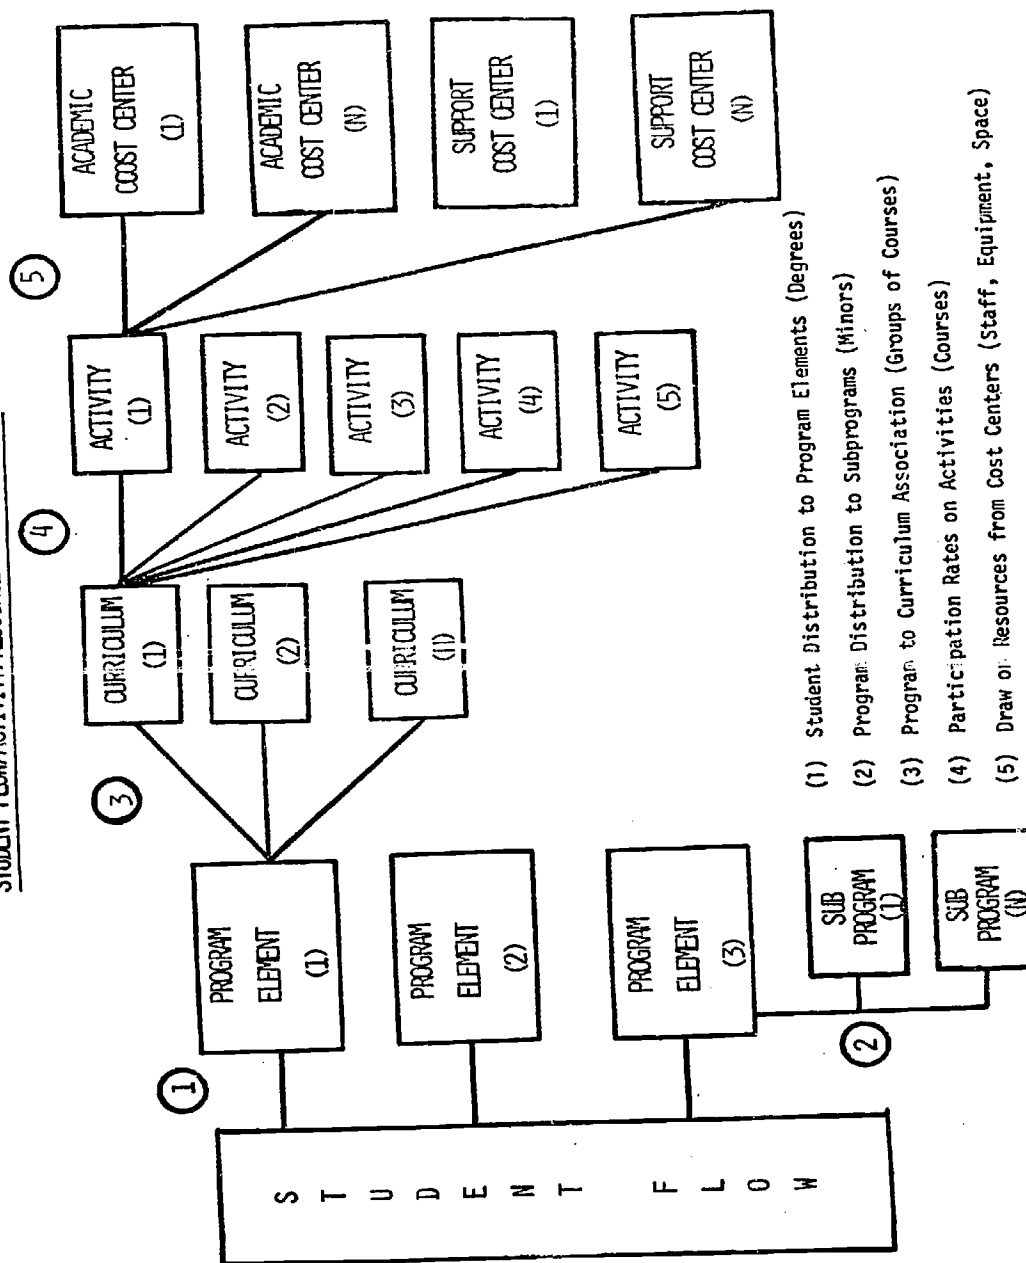 STUDENT FLOW/ACTIVITY
5
4
3
1
2
ACADEMIC
COOST CENTER
(1)
ACADEMIC
COST CENTER
(N)
SUPPORT
COST CENTER
(1)
SUPPORT
COST CENTER
(N)
ACTIVITY
(1)
ACTIVITY
(2)
ACTIVITY
(3)
ACTIVITY
(4)
ACTIVITY
(5)
CURRICULUM
(1)
CURRICULUM
(2)
CURRICULUM
(N)
PROGRAM
ELEMENT
(1)
PROGRAM
ELEMENT
(2)
PROGRAM
ELEMENT
(3)
SUB
PROGRAM
(1)
SUB
PROGRAM
(N)
STUDENT FLOW
(1) Student Distribution to Program Elements (Degrees)
(2) Program Distribution to Subprograms (Minors)
(3) Program to Curriculum Association (Groups of Courses)
(4) Participation Rates on Activities (Courses)
(5) Draw on Resources from Cost Centers (Staff, Equipment, Space)